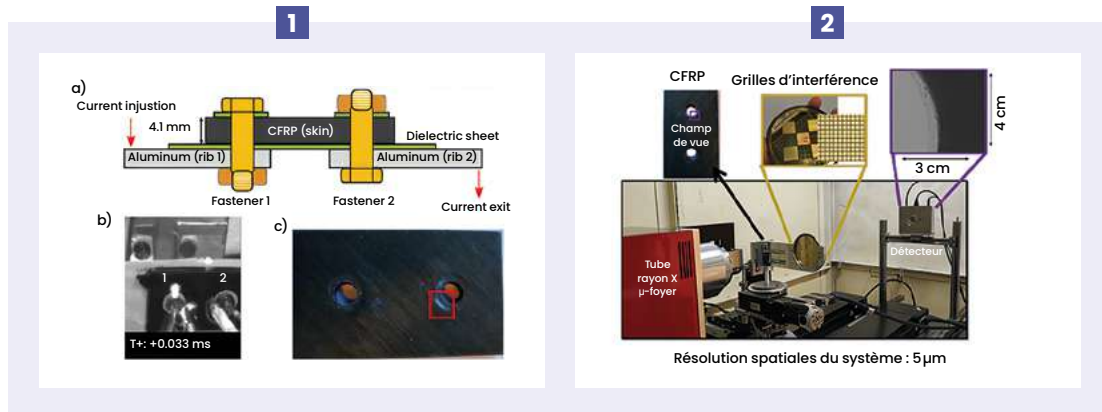 1
a)
Current injustion
4.1 mm
CFRP (skin)
Dielectric sheet
Aluminum (rib 1)
Aluminum (rib 2)
Fastener 1
Fastener 2
Current exit
b)
1
2
T+: +0.033 ms
c)
2
CFRP
Grilles d'interférence
Champ
de vue
4 cm
3 cm
Tube
rayon X
µ-foyer
Détecteur
Résolution spatiales du système : 5µm